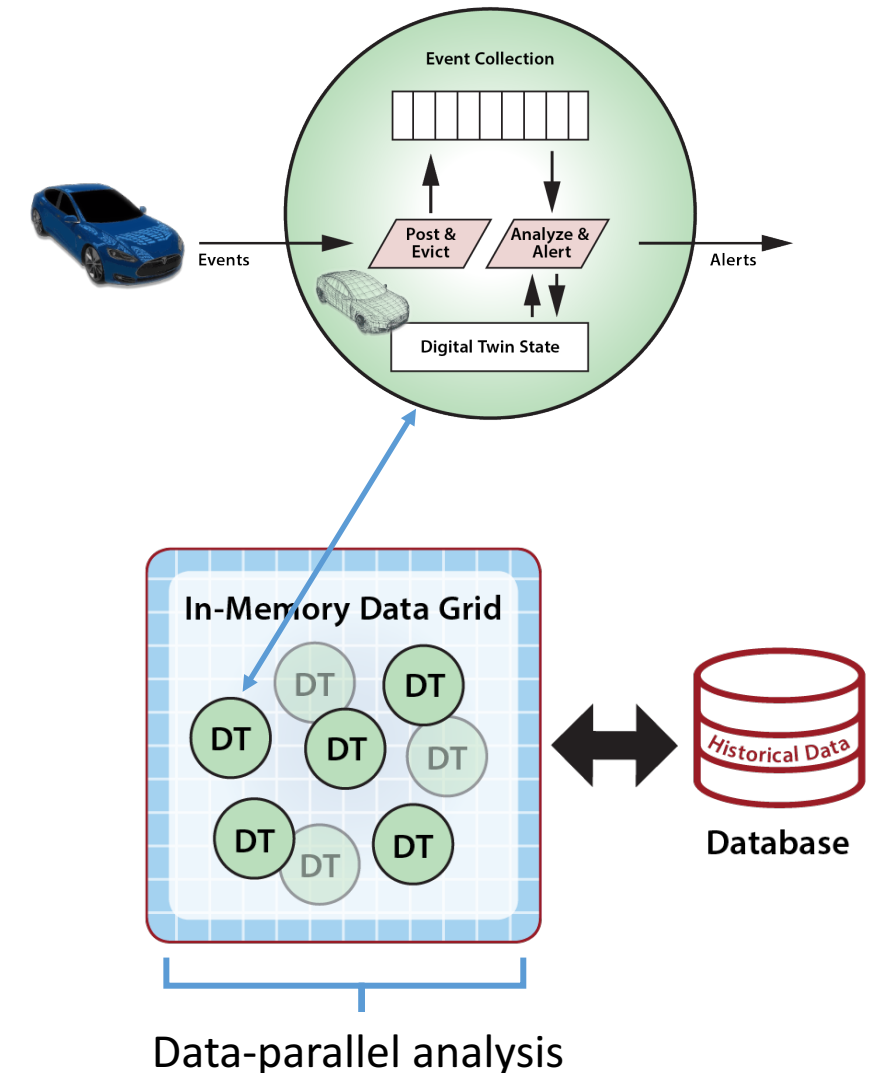 Event Collection
Post &
Evict
Analyze &
Alert
Events
Alerts
Digital Twin State
In-Memory Data Grid
DT
DT
DT
DT
DT
DT
DT
DT
Historical Data
Database
Data-parallel analysis